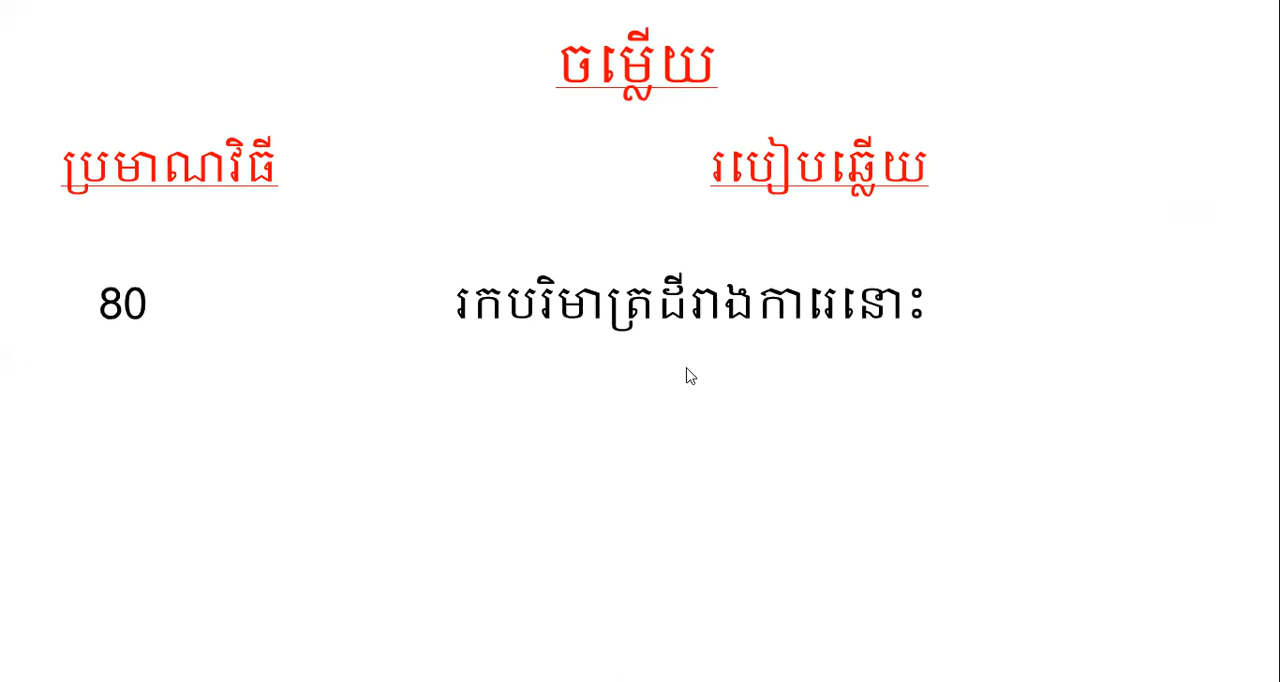 ចម្លើយ
ប្រមាណវិធី របៀបឆ្លើយ
80 រកបរិមាត្រដីរាងការេនោះ